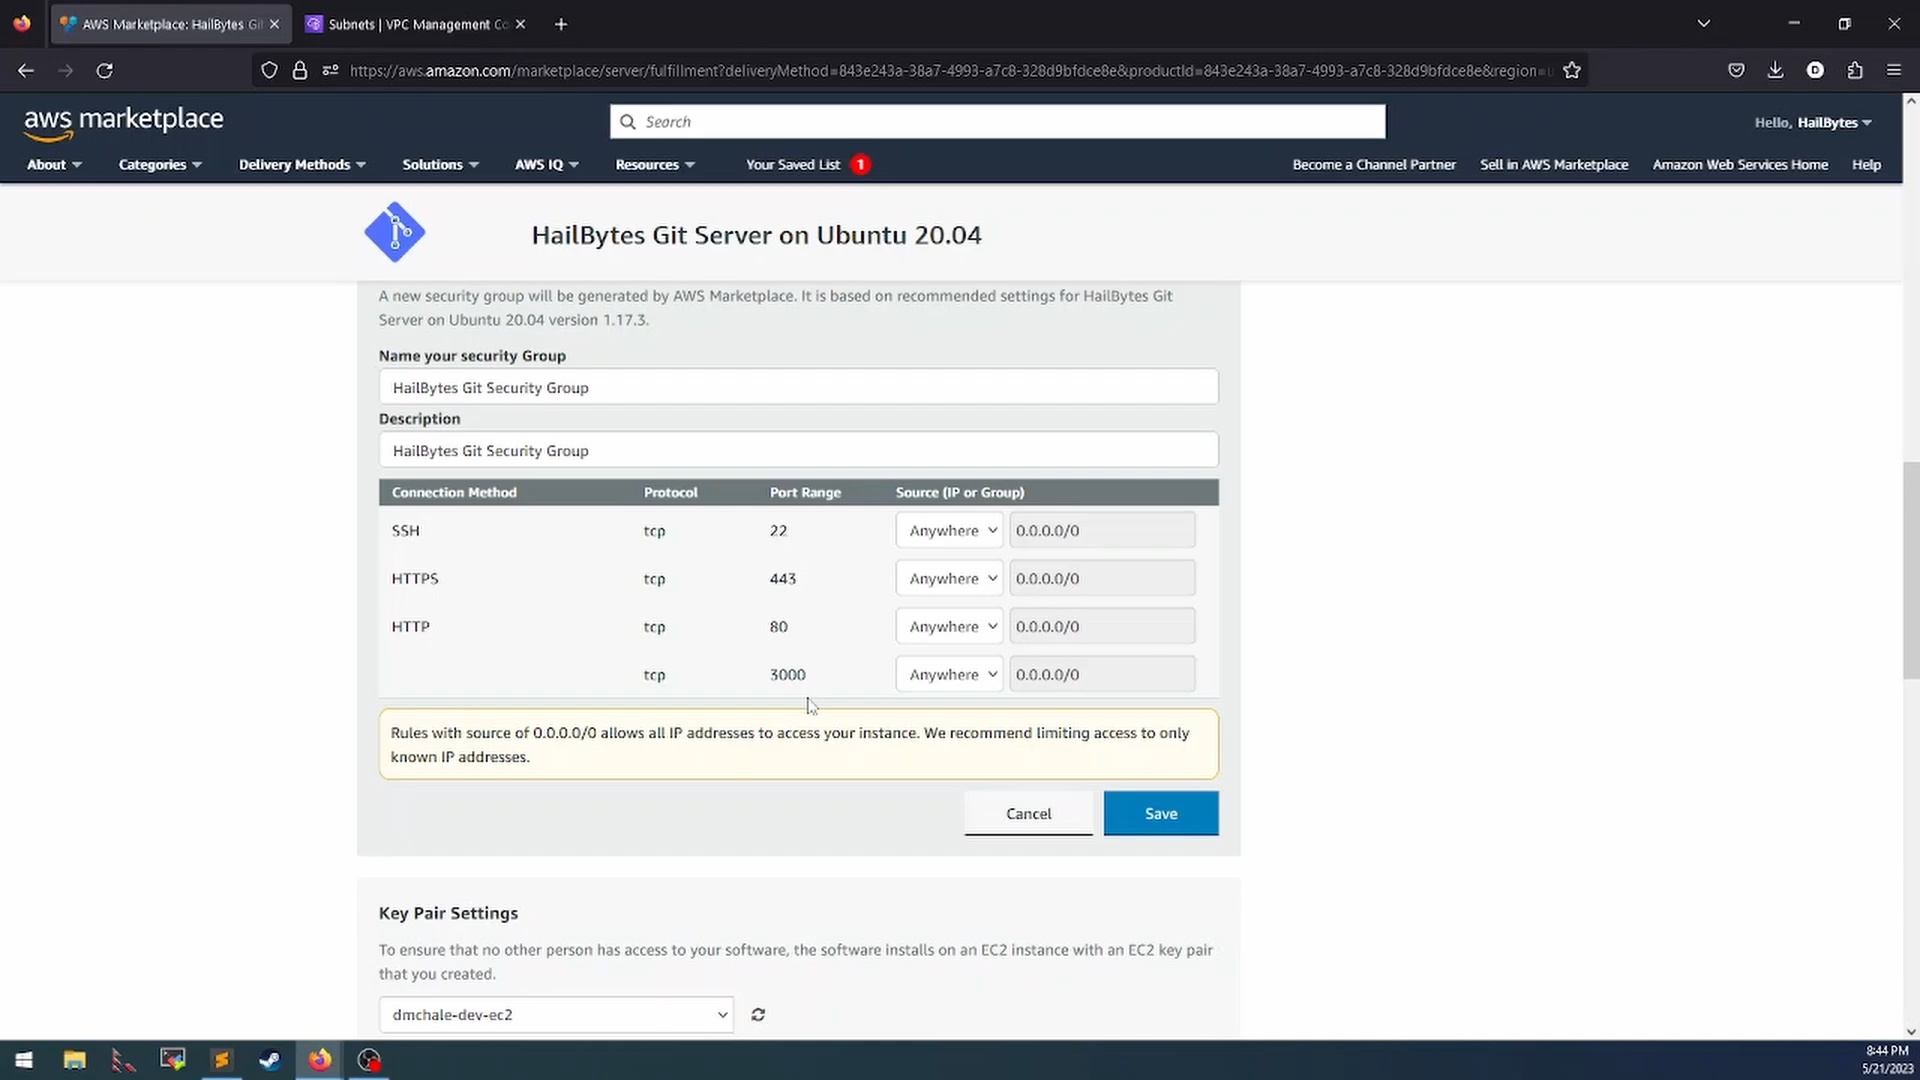 AWS Marketplace: HailBytes Git
Subnets | VPC Management Co
https://aws.amazon.com/marketplace/server/fulfillment?deliveryMethod=843e243a-38a7-4993-a7c8-328d9bfdce8e&productId=843e243a-38a7-4993-a7c8-328d9bfdce8e&region=u
D
aws marketplace
Search
Hello, HailBytes
About
Categories
Delivery Methods
Solutions
AWS IQ
Resources
Your Saved List 1
Become a Channel Partner
Sell in AWS Marketplace
Amazon Web Services Home
Help
HailBytes Git Server on Ubuntu 20.04
A new security group will be generated by AWS Marketplace. It is based on recommended settings for HailBytes Git
Server on Ubuntu 20.04 version 1.17.3.
Name your security Group
HailBytes Git Security Group
Description
HailBytes Git Security Group
Connection Method Protocol Port Range Source (IP or Group)
SSH tcp 22 Anywhere 0.0.0.0/0
HTTPS tcp 443 Anywhere 0.0.0.0/0
HTTP tcp 80 Anywhere 0.0.0.0/0
tcp 3000 Anywhere 0.0.0.0/0
Rules with source of 0.0.0.0/0 allows all IP addresses to access your instance. We recommend limiting access to only
known IP addresses.
Cancel
Save
Key Pair Settings
To ensure that no other person has access to your software, the software installs on an EC2 instance with an EC2 key pair
that you created.
dmchale-dev-ec2
8:44 PM
5/21/2023